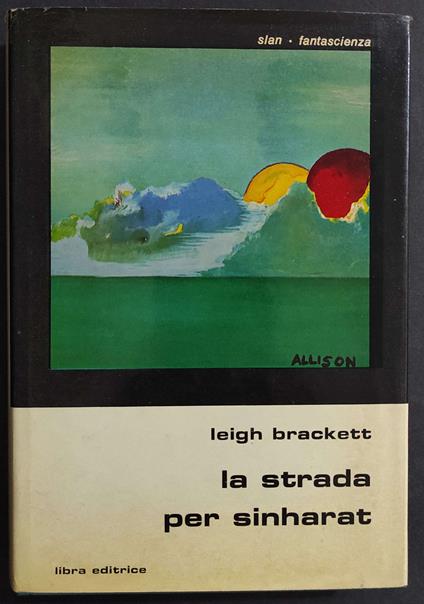 slan · fantascienza
ALLISON
leigh brackett
la strada
per sinharat
libra editrice